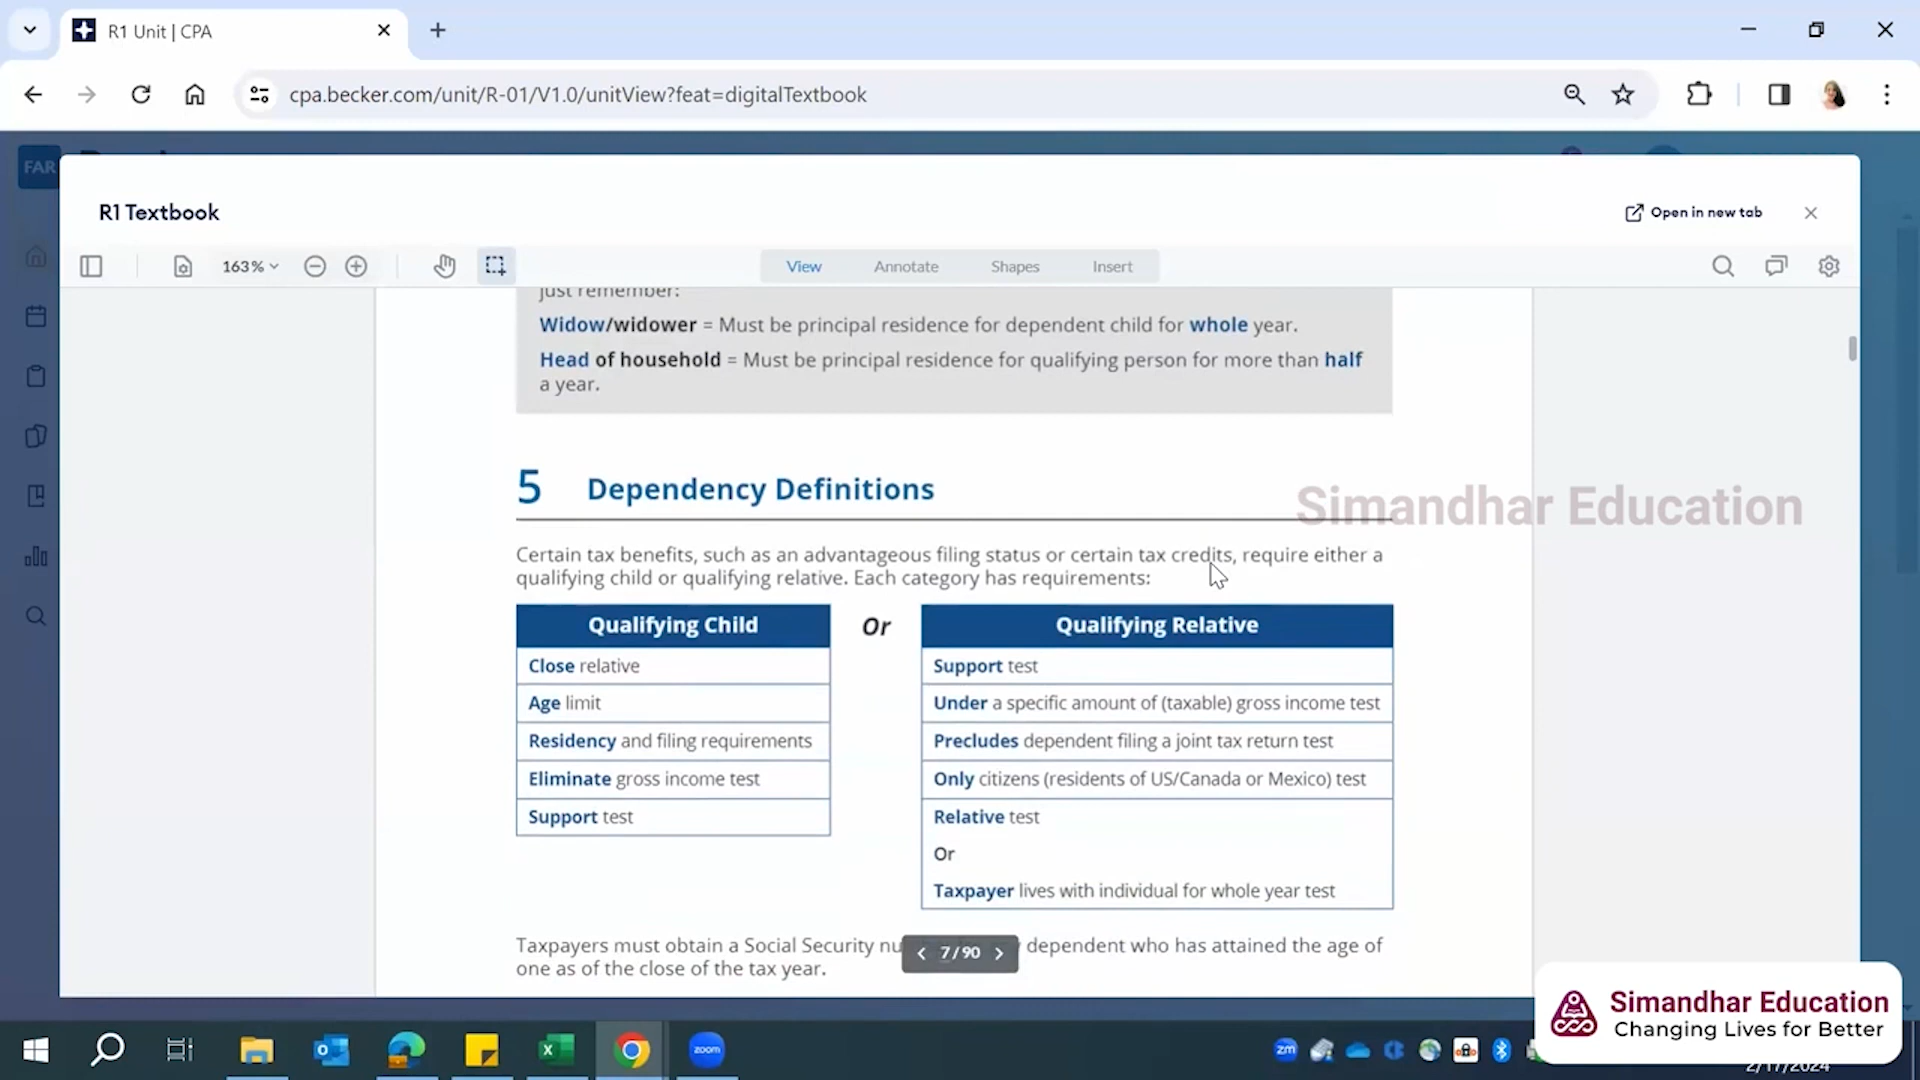 R1 Unit | CPA
cpa.becker.com/unit/R-01/V1.0/unitView?feat=digitalTextbook
FAR
R1 Textbook
Open in new tab
163%
View Annotate Shapes Insert
just remember:
Widow/widower = Must be principal residence for dependent child for whole year.
Head of household = Must be principal residence for qualifying person for more than half
a year.
5 Dependency Definitions
Simandhar Education
Certain tax benefits, such as an advantageous filing status or certain tax credits, require either a
qualifying child or qualifying relative. Each category has requirements:
Qualifying Child
Close relative
Age limit
Residency and filing requirements
Eliminate gross income test
Support test
Or
Qualifying Relative
Support test
Under a specific amount of (taxable) gross income test
Precludes dependent filing a joint tax return test
Only citizens (residents of US/Canada or Mexico) test
Relative test
Or
Taxpayer lives with individual for whole year test
Taxpayers must obtain a Social Security dependent who has attained the age of
one as of the close of the tax year.
7/90
Simandhar Education
Changing Lives for Better
zoom
zm
2/17/2024